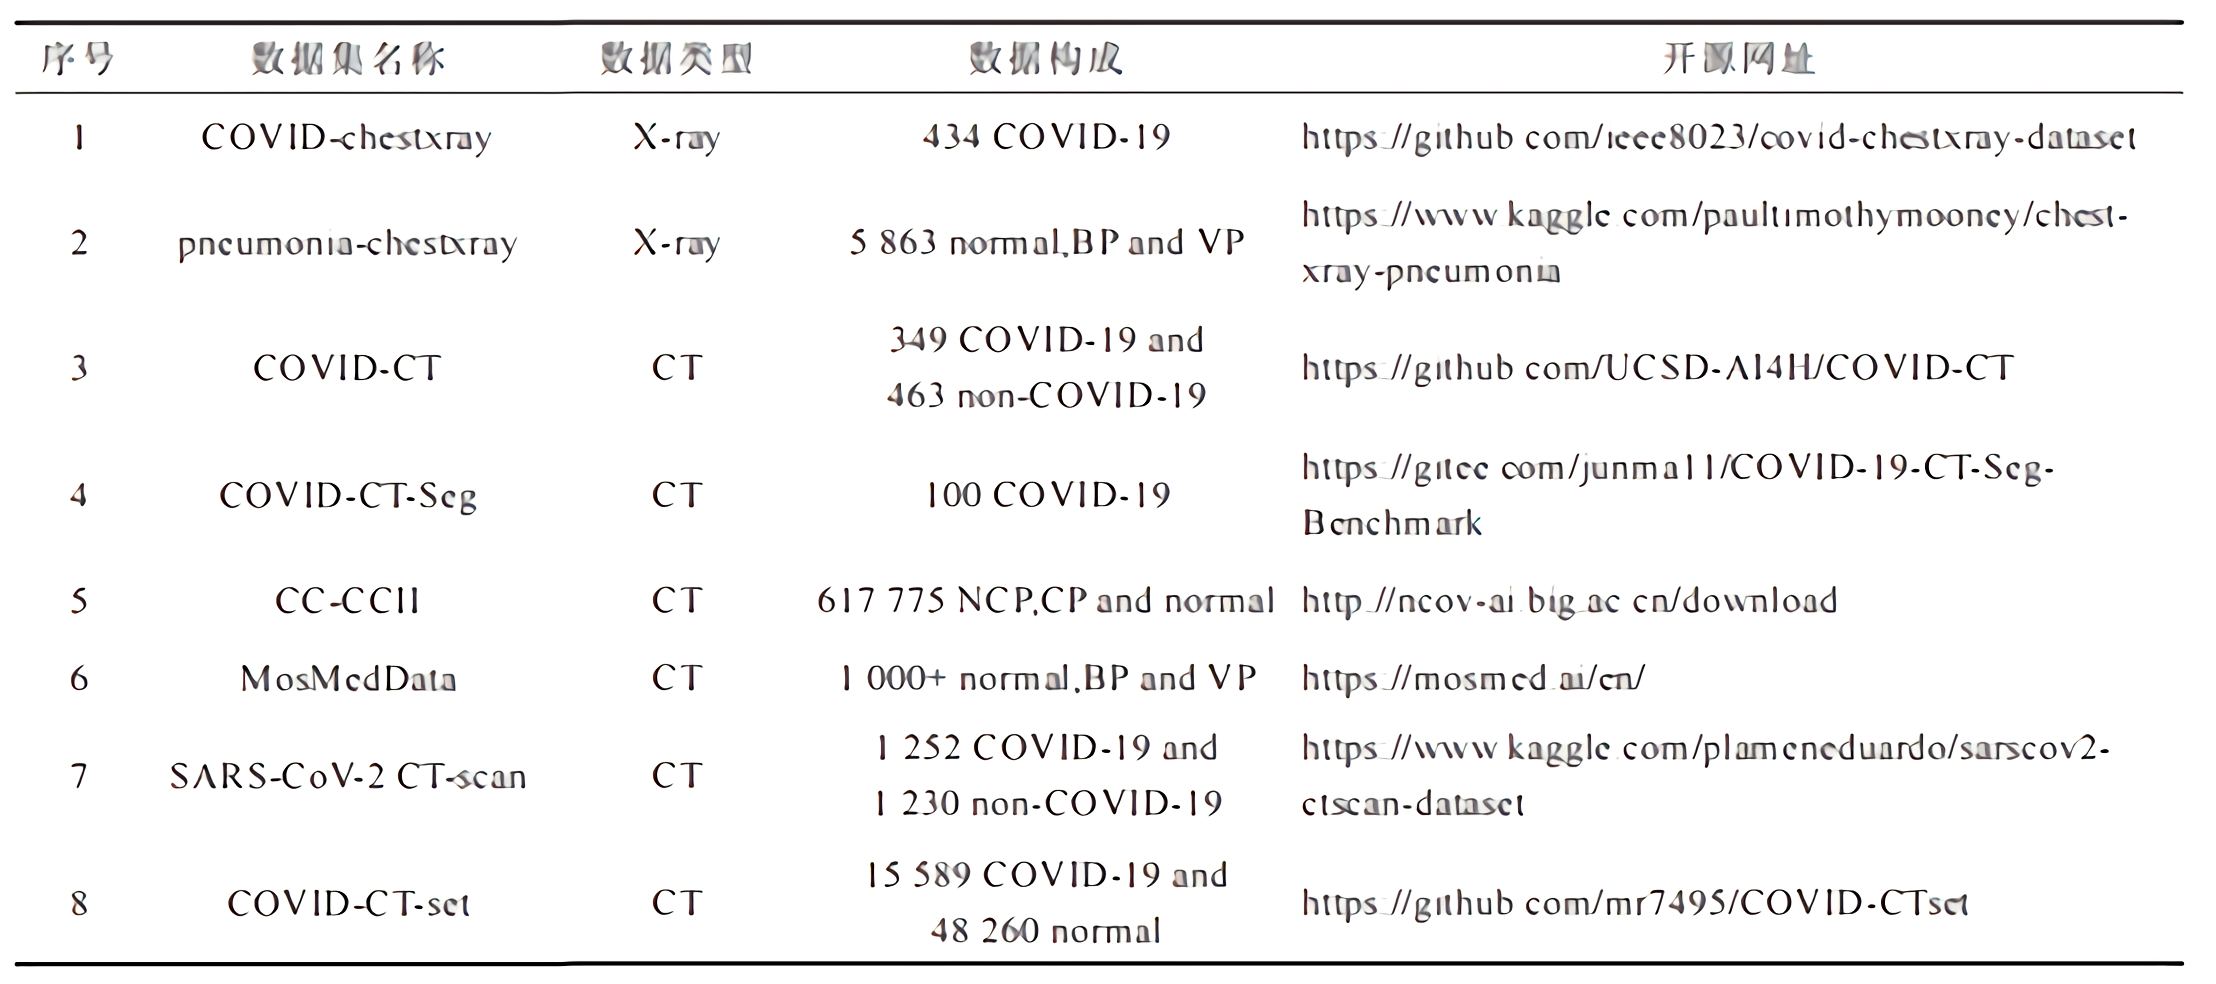 序号 数据集名称 数据类型 数据构成 开源网址
1 COVID-chestxray X-ray 434 COVID-19 https://github.com/ieee8023/covid-chestxray-dataset
2 pneumonia-chestxray X-ray 5 863 normal,BP and VP https://www.kaggle.com/paultimothymooney/chest-
xray-pneumonia
3 COVID-CT CT 349 COVID-19 and
463 non-COVID-19 https://github.com/UCSD-AI4H/COVID-CT
4 COVID-CT-Seg CT 100 COVID-19 https://gitee.com/junma11/COVID-19-CT-Seg-
Benchmark
5 CC-CCII CT 617 775 NCP,CP and normal http://ncov-ai.big.ac.cn/download
6 MosMedData CT 1 000+ normal,BP and VP https://mosmed.ai/en/
7 SARS-CoV-2 CT-scan CT 1 252 COVID-19 and
1 230 non-COVID-19 https://www.kaggle.com/plameneduardo/sarscov2-
ctscan-dataset
8 COVID-CT-set CT 15 589 COVID-19 and
48 260 normal https://github.com/mr7495/COVID-CTset